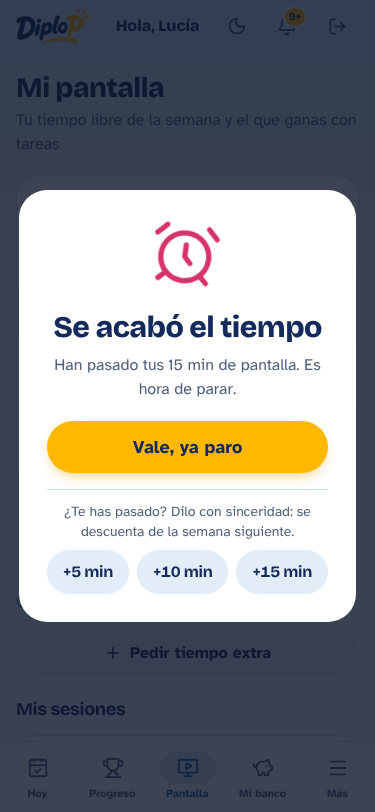 DiploP
Hola, Lucía
9+
Mi pantalla
Tu tiempo libre de la semana y el que ganas con
tareas
Se acabó el tiempo
Han pasado tus 15 min de pantalla. Es
hora de parar.
Vale, ya paro
¿Te has pasado? Dilo con sinceridad: se
descuenta de la semana siguiente.
+5 min +10 min +15 min
+ Pedir tiempo extra
Mis sesiones
Hoy Progreso Pantalla Mi banco Más